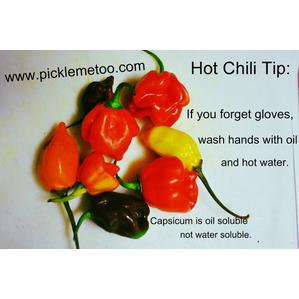 www.picklemetoo.com
Hot Chili Tip:
If you forget gloves,
wash hands with oil
and hot water.
Capsicum is oil soluble
not water soluble.